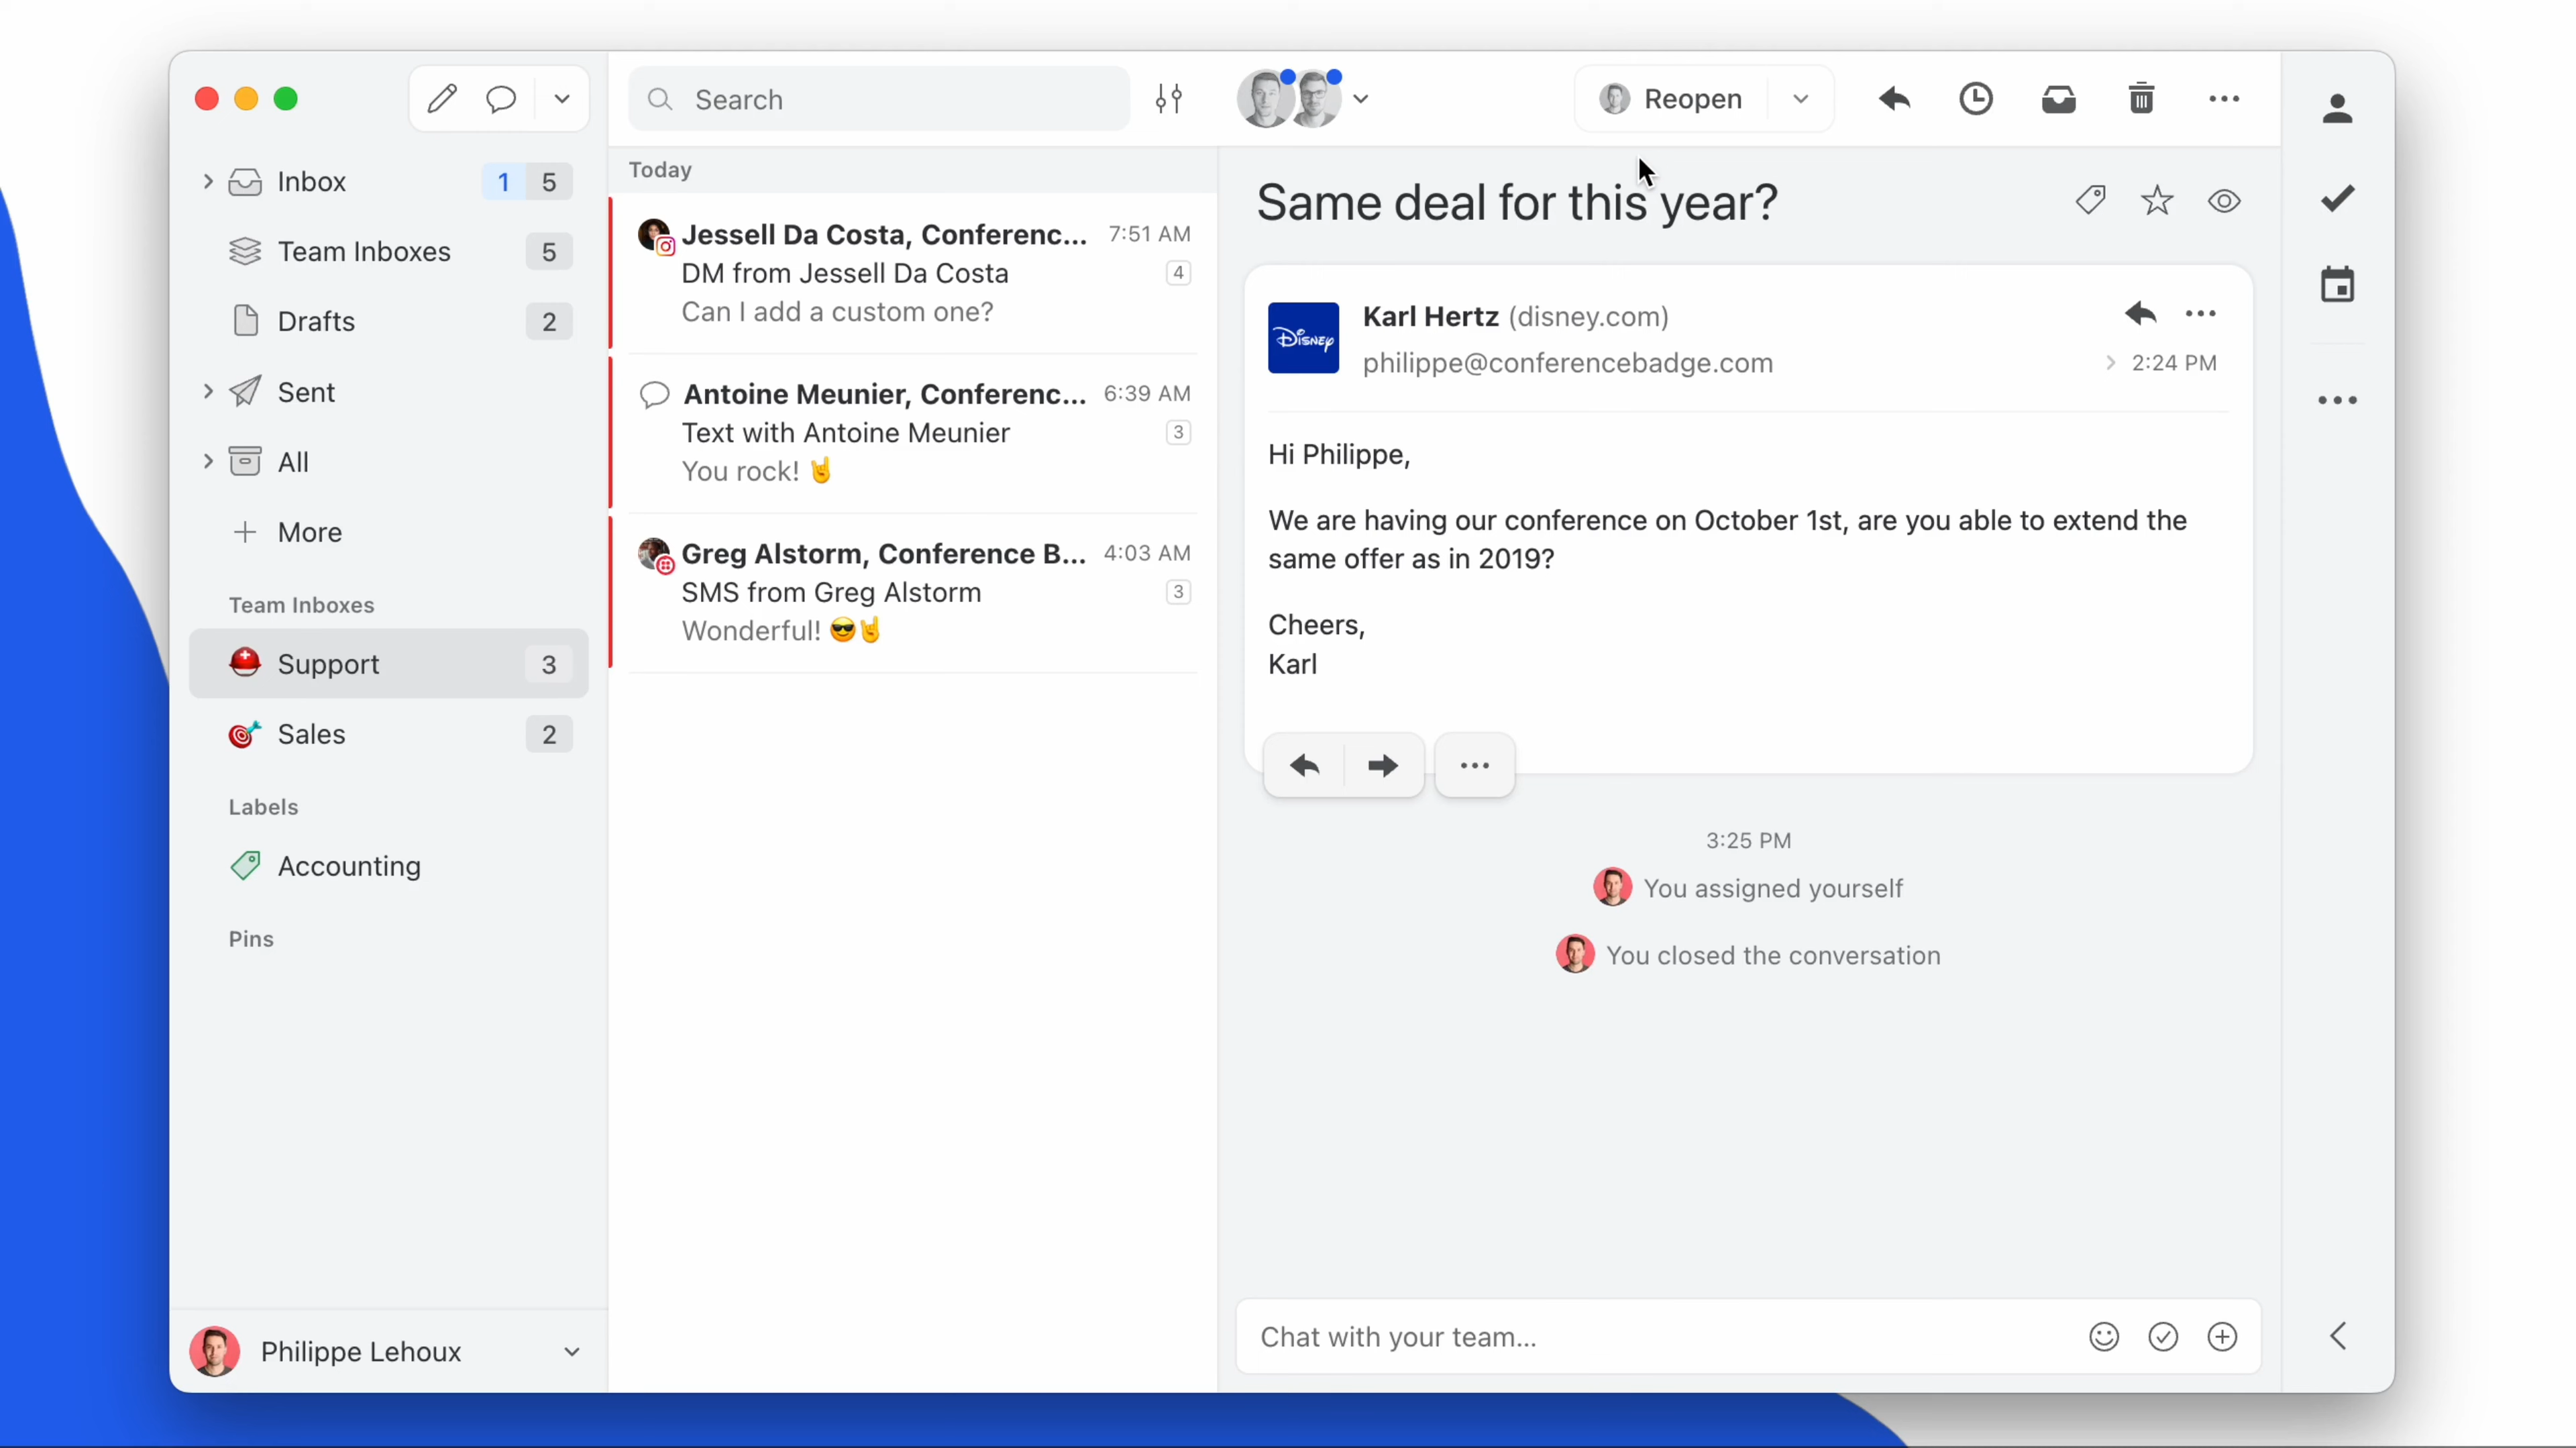 Inbox 1 5
Team Inboxes 5
Drafts 2
Sent
All
More
Team Inboxes
Support 3
Sales 2
Labels
Accounting
Pins
Philippe Lehoux
Search
Today
Jessell Da Costa, Conferenc... 7:51 AM
DM from Jessell Da Costa 4
Can I add a custom one?
Antoine Meunier, Conferenc... 6:39 AM
Text with Antoine Meunier 3
You rock! 🤘
Greg Alstorm, Conference B... 4:03 AM
SMS from Greg Alstorm 3
Wonderful! 😎🤘
Reopen
Same deal for this year?
Disney
Karl Hertz (disney.com)
philippe@conferencebadge.com 2:24 PM
Hi Philippe,
We are having our conference on October 1st, are you able to extend the
same offer as in 2019?
Cheers,
Karl
3:25 PM
You assigned yourself
You closed the conversation
Chat with your team...